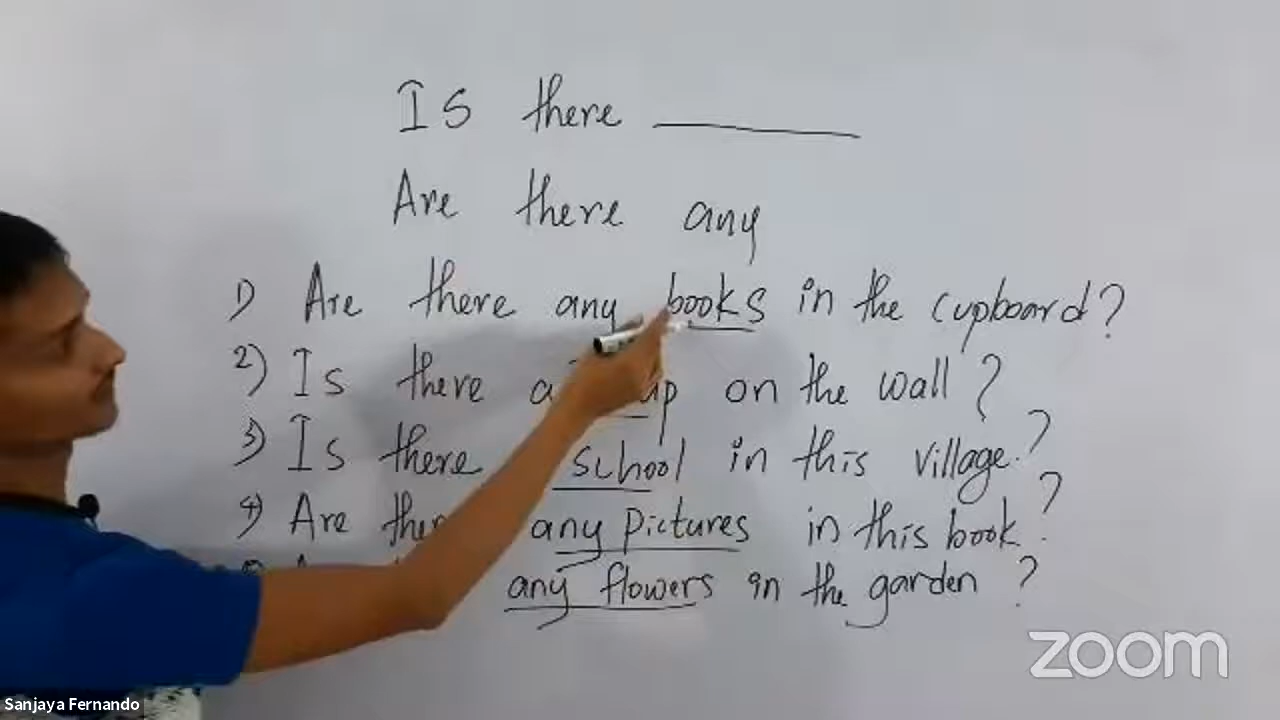 Is there ________
Are there any
1) Are there any books in the cupboard?
2) Is there a on the wall?
3) Is there school in this village?
4) Are any pictures in this book?
any flowers in the garden?
zoom
Sanjaya Fernando